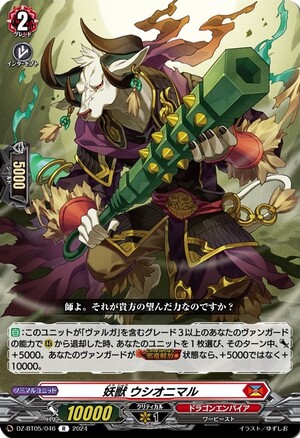 2
グレード
インターセプト
5000
シールド
師よ、それが貴方の望んだ力なのですか?
自:このユニットが「ヴァルガ」を含むグレード3以上のあなたのヴァンガード
の能力でRから退却した時、あなたのユニットを1枚選び、そのターン中、
+5000。あなたのヴァンガードが邪竜解放状態なら、+5000ではなく
+10000。
ノーマルユニット
妖獣 ウシオニマル
パワー
10000
クリティカル
1
ドラゴンエンパイア
ワービースト
DZ-BT05/046 R 2024
イラスト/ゆずしお